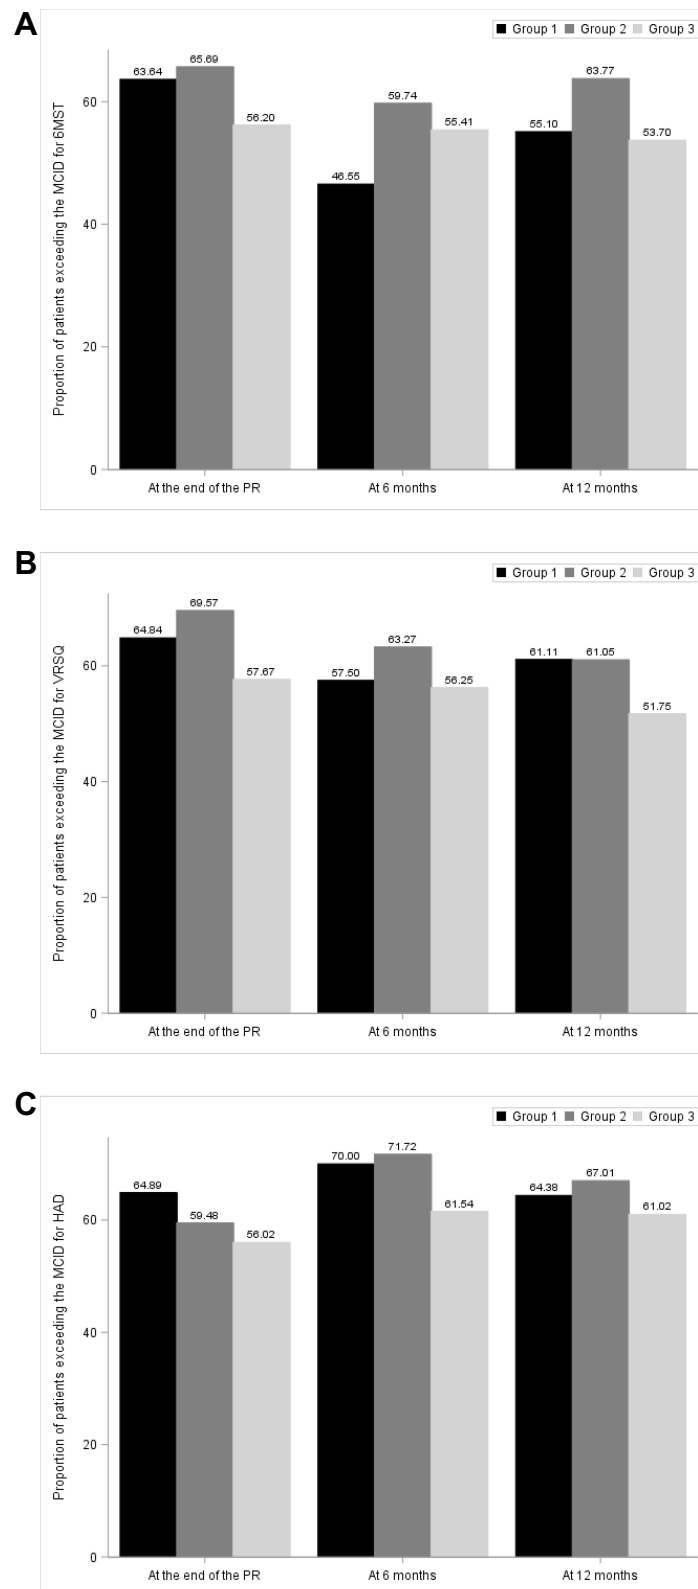 A
Group 1 Group 2 Group 3
Proportion of patients exceeding the MCID for 6MST
60
40
20
0
63.64 65.69 56.20
46.55 59.74 55.41
55.10 63.77 53.70
At the end of the PR At 6 months At 12 months
B
Group 1 Group 2 Group 3
Proportion of patients exceeding the MCID for VRSQ
60
40
20
0
64.84 69.57 57.67
57.50 63.27 56.25
61.11 61.05 51.75
At the end of the PR At 6 months At 12 months
C
Group 1 Group 2 Group 3
Proportion of patients exceeding the MCID for HAD
60
40
20
0
64.89 59.48 56.02
70.00 71.72 61.54
64.38 67.01 61.02
At the end of the PR At 6 months At 12 months